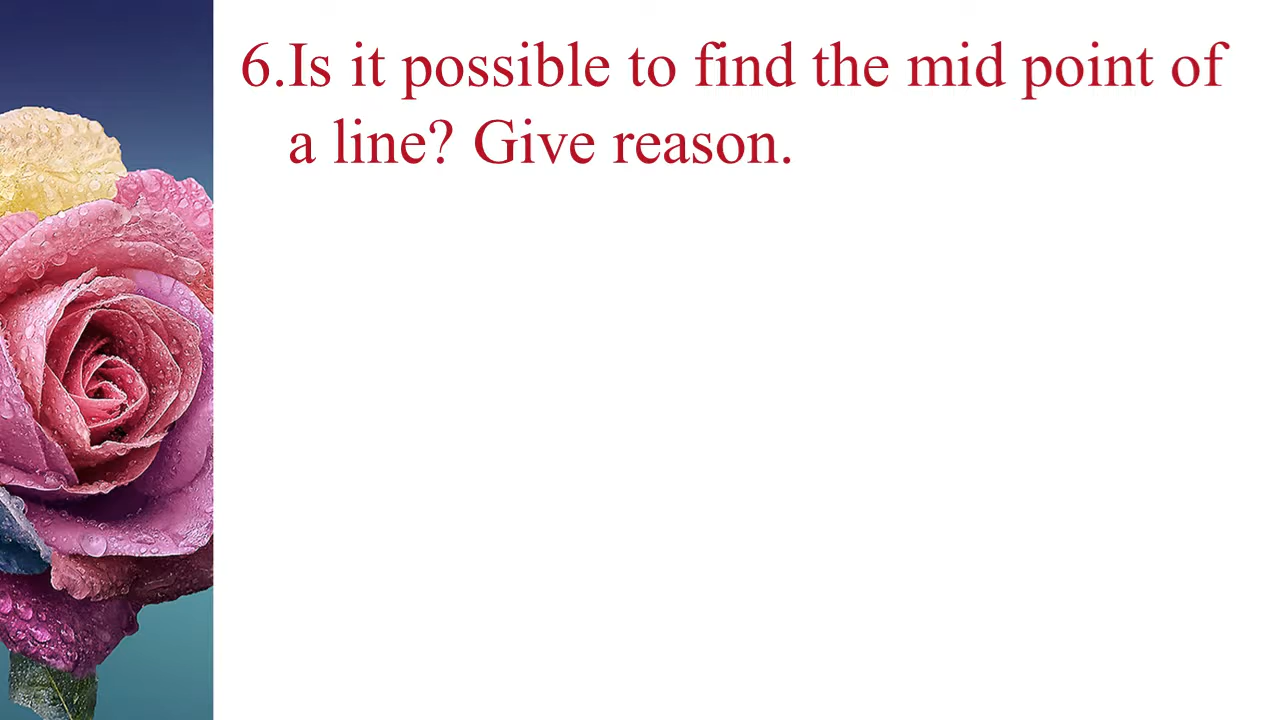 6.Is it possible to find the mid point of
a line? Give reason.